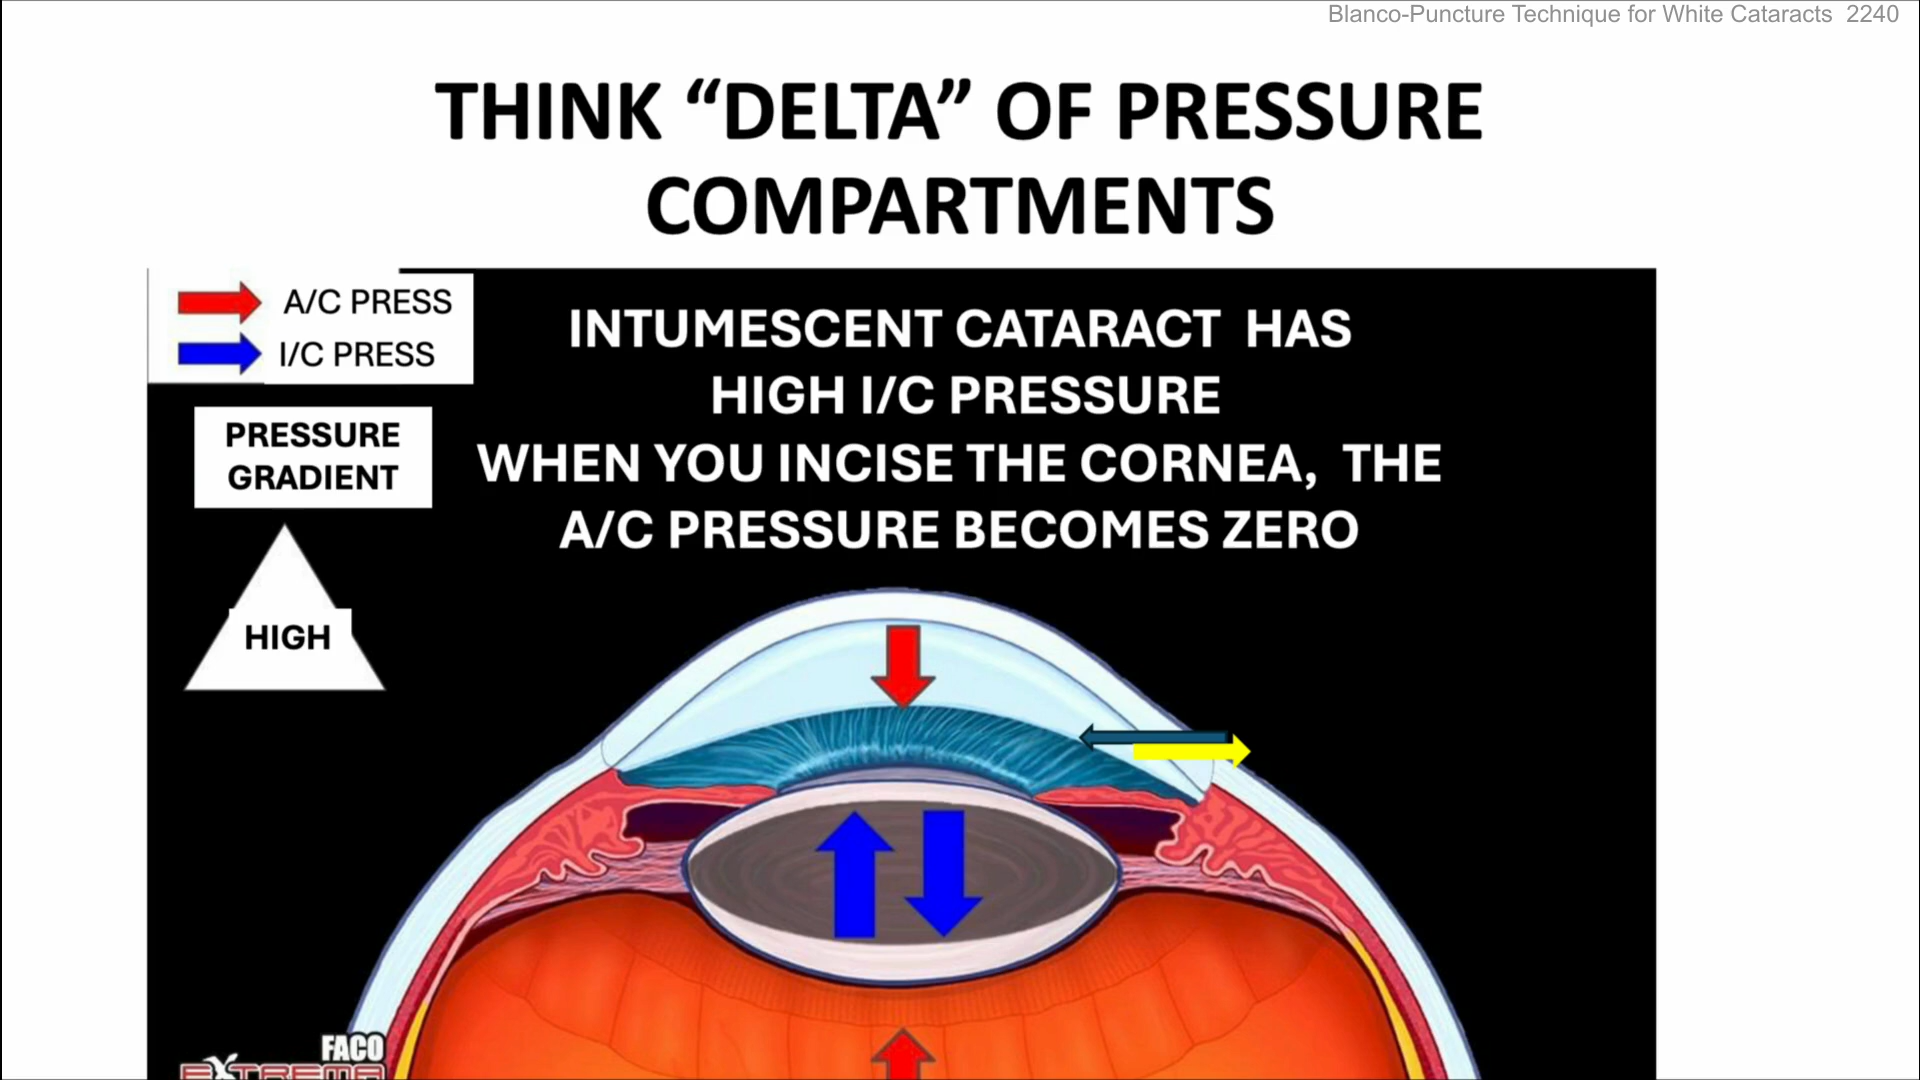 Blanco-Puncture Technique for White Cataracts 2240
THINK “DELTA” OF PRESSURE
COMPARTMENTS
A/C PRESS
I/C PRESS
PRESSURE
GRADIENT
HIGH
INTUMESCENT CATARACT HAS
HIGH I/C PRESSURE
WHEN YOU INCISE THE CORNEA, THE
A/C PRESSURE BECOMES ZERO
FACO
EXTREMA